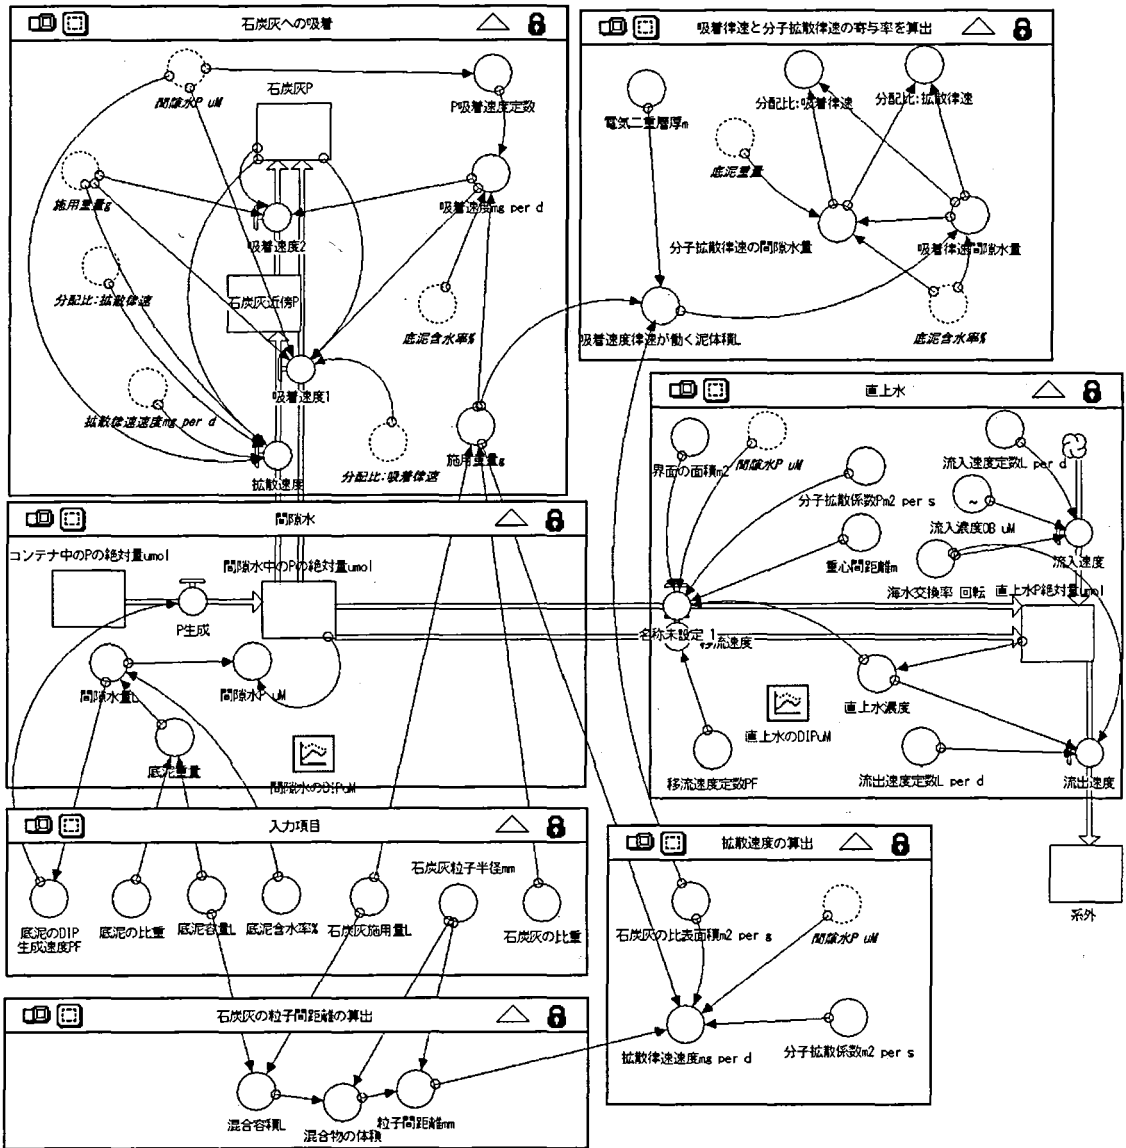 石炭灰への吸着
間隙水P uM
石炭灰P
P吸着速度定数
施用重量g
吸着速度mg per d
吸着速度2
分配比:拡散律速
石炭灰近傍P
底泥含水率%
吸着速度1
拡散律速速度mg per d
分配比:吸着律速
施用重量g
拡散速度
吸着律速と分子拡散律速の寄与率を算出
分配比:吸着律速
分配比:拡散律速
電気二重層厚m
底泥重量
分子拡散律速の間隙水量
吸着律速間隙水量
吸着速度律速が働く泥体積L
底泥含水率%
直上水
界面の面積m2
間隙水P uM
流入速度定数L per d
分子拡散係数Pm2 per s
~
流入濃度OB uM
重心間距離m
流入速度
海水交換率 回転
直上水P絶対量umol
名称未設定 1
移流速度
直上水濃度
直上水のDIPuM
移流速度定数PF
流出速度定数L per d
流出速度
系外
間隙水
コンテナ中のPの絶対量umol
間隙水中のPの絶対量umol
P生成
間隙水量L
間隙水P uM
底泥重量
間隙水のDIPuM
入力項目
石炭灰粒子半径mm
底泥のDIP
生成速度PF
底泥の比重
底泥容量L
底泥含水率%
石炭灰施用量L
石炭灰の比重
拡散速度の算出
石炭灰の比表面積m2 per g
間隙水P uM
拡散律速速度mg per d
分子拡散係数m2 per s
石炭灰の粒子間距離の算出
混合容積L
混合物の体積
粒子間距離mm